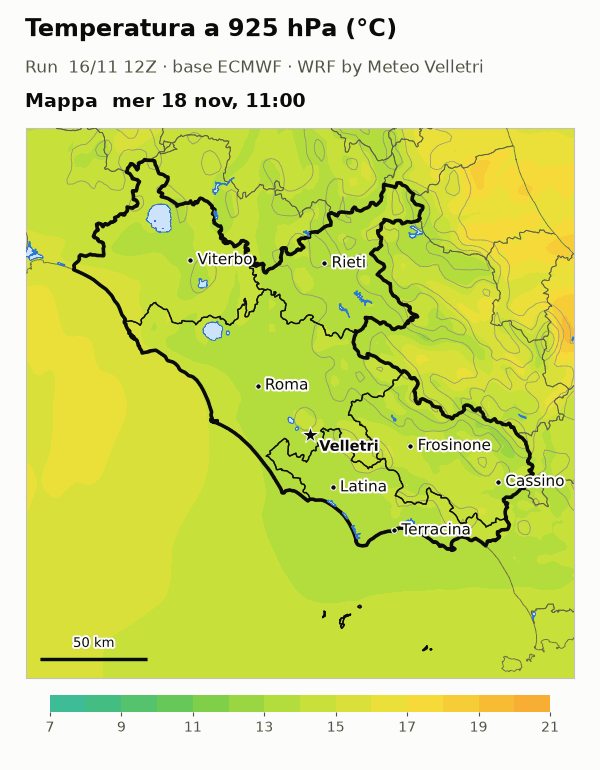 Temperatura a 925 hPa (°C)
Run  16/11 12Z · base ECMWF · WRF by Meteo Velletri
Mappa  mer 18 nov, 11:00
Viterbo
Rieti
Roma
Velletri
Frosinone
Latina
Cassino
Terracina
50 km
7 9 11 13 15 17 19 21